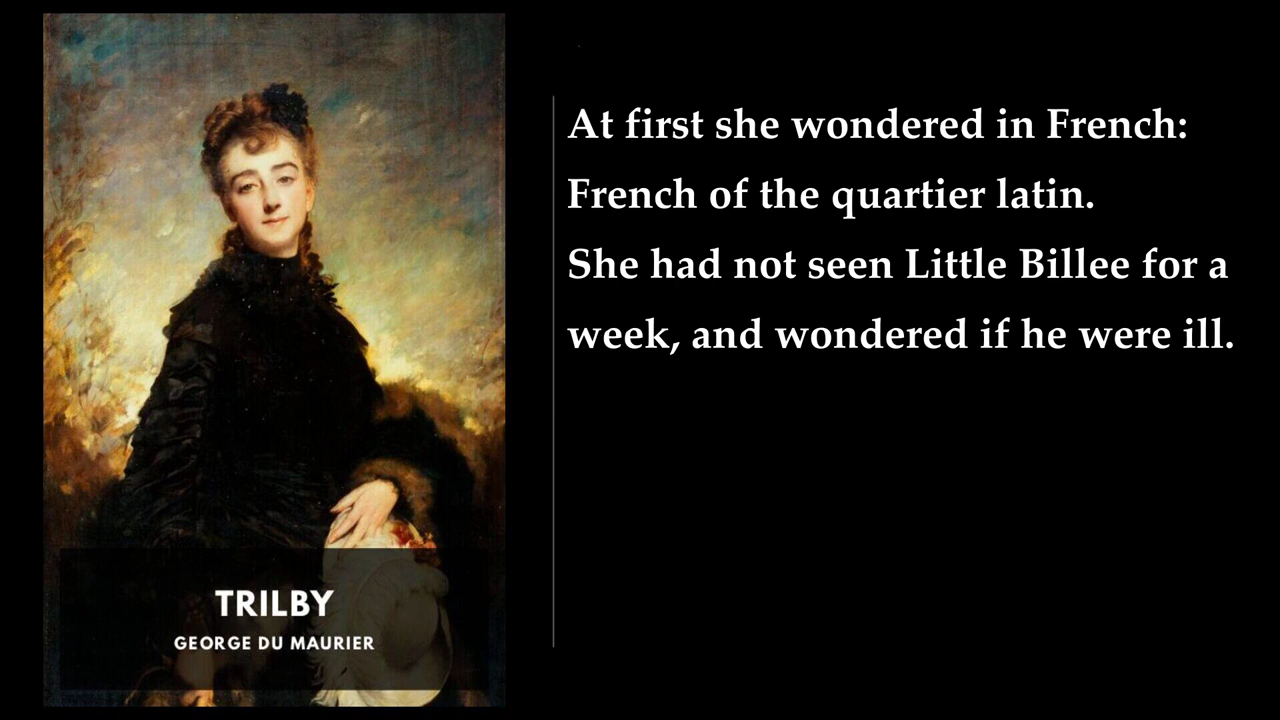 At first she wondered in French:
French of the quartier latin.
She had not seen Little Billee for a
week, and wondered if he were ill.
TRILBY
GEORGE DU MAURIER